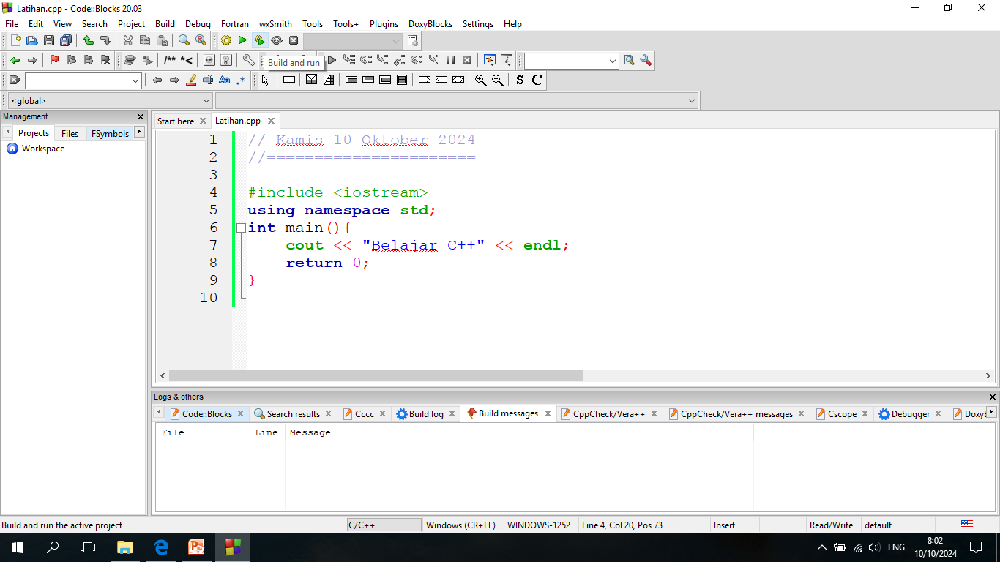 Latihan.cpp - Code::Blocks 20.03
File Edit View Search Project Build Debug Fortran wxSmith Tools Tools+ Plugins DoxyBlocks Settings Help
/** *<
Build and run
Aa .*
S C
<global>
Management
Start here Latihan.cpp
Projects Files FSymbols
Workspace
1 // Kamis 10 Oktober 2024
2 //======================
3
4 #include <iostream>
5 using namespace std;
6 int main(){
7 cout << "Belajar C++" << endl;
8 return 0;
9 }
10
Logs & others
Code::Blocks Search results Cccc Build log Build messages CppCheck/Vera++ CppCheck/Vera++ messages Cscope Debugger DoxyB
File Line Message
Build and run the active project C/C++ Windows (CR+LF) WINDOWS-1252 Line 4, Col 20, Pos 73 Insert Read/Write default
ENG 8:02
10/10/2024